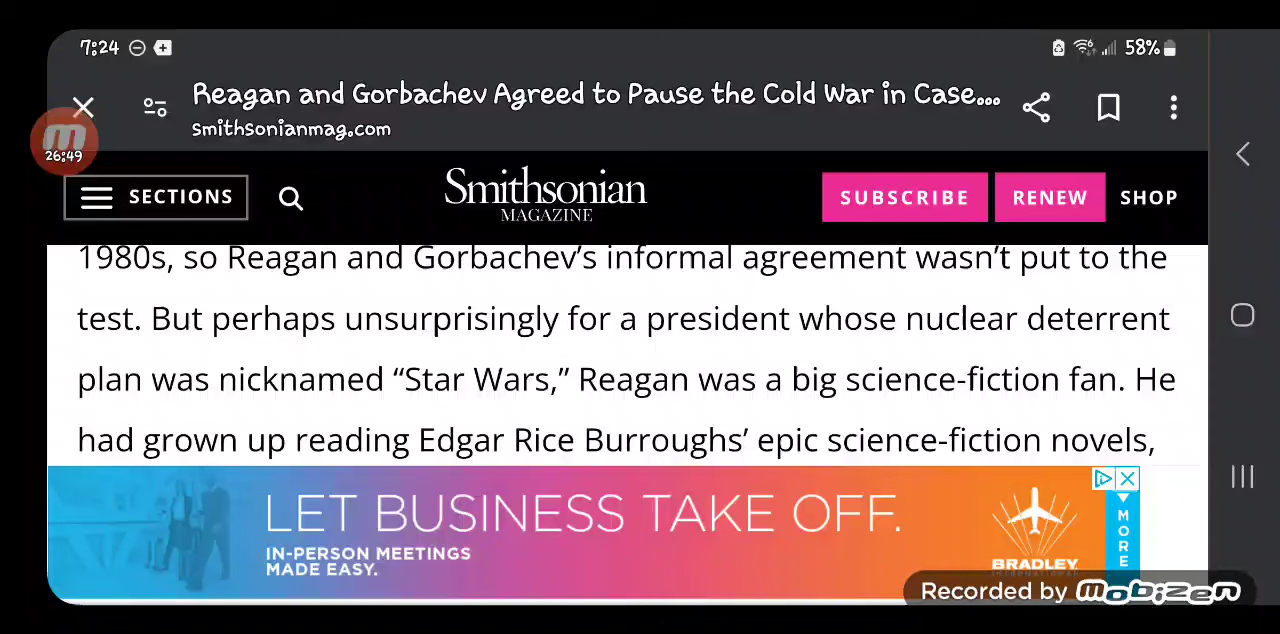 7:24
58%
Reagan and Gorbachev Agreed to Pause the Cold War in Case...
smithsonianmag.com
26:49
SECTIONS
Smithsonian
MAGAZINE
SUBSCRIBE
RENEW
SHOP
1980s, so Reagan and Gorbachev’s informal agreement wasn’t put to the
test. But perhaps unsurprisingly for a president whose nuclear deterrent
plan was nicknamed “Star Wars,” Reagan was a big science-fiction fan. He
had grown up reading Edgar Rice Burroughs’ epic science-fiction novels,
LET BUSINESS TAKE OFF.
IN-PERSON MEETINGS
MADE EASY.
BRADLEY
INTERNATIONAL
MORE
Recorded by mobizen